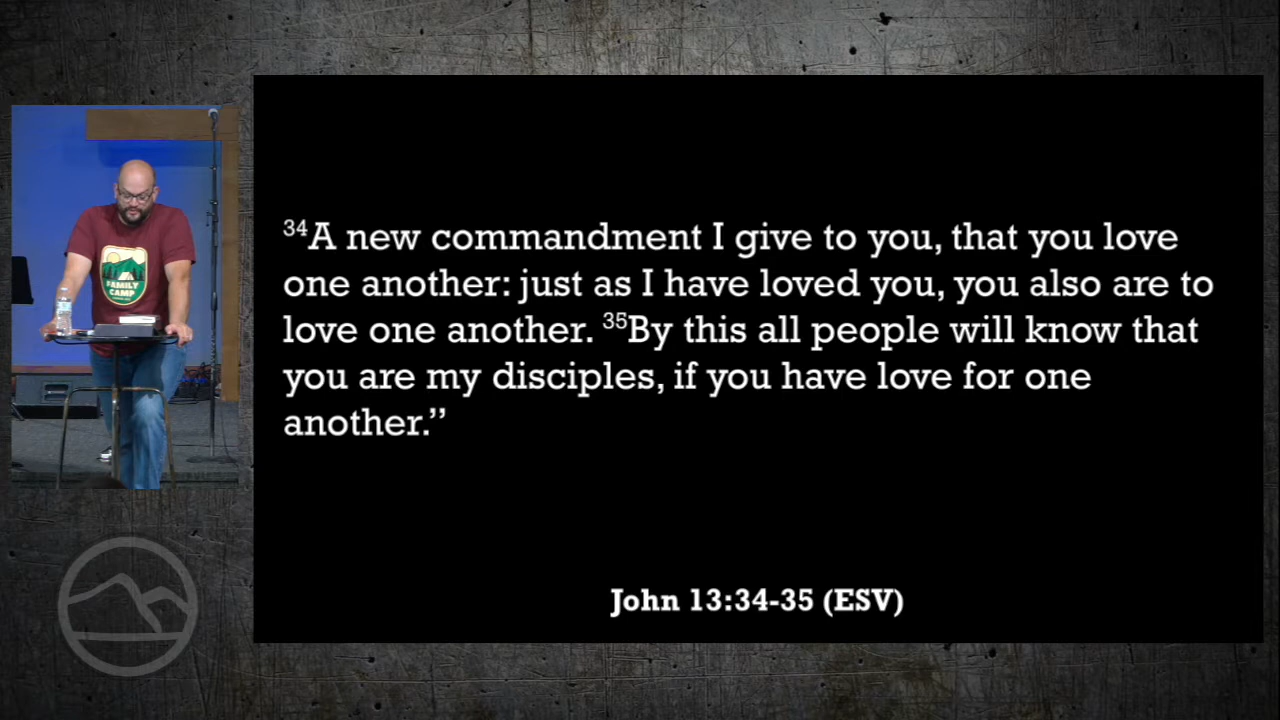 FAMILY
CAMP
³⁴A new commandment I give to you, that you love
one another: just as I have loved you, you also are to
love one another. ³⁵By this all people will know that
you are my disciples, if you have love for one
another.”
John 13:34-35 (ESV)